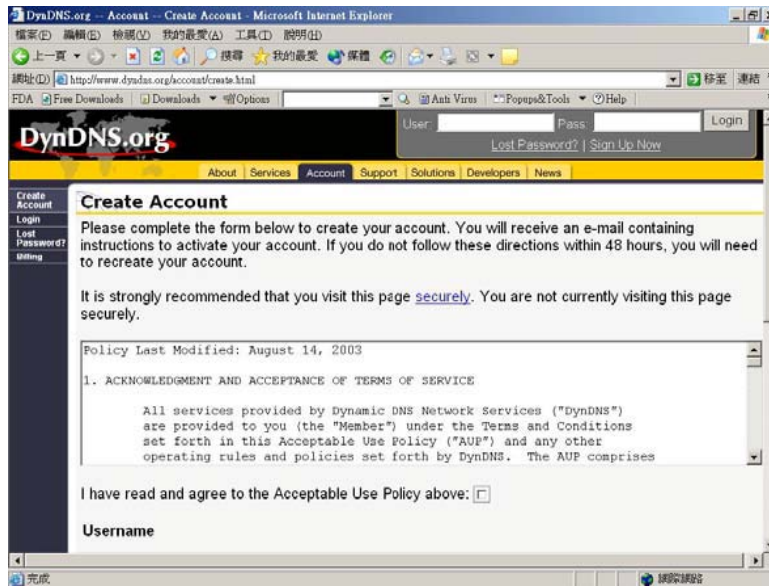 DynDNS.org -- Account -- Create Account - Microsoft Internet Explorer
檔案(F) 編輯(E) 檢視(V) 我的最愛(A) 工具(T) 說明(H)
上一頁 搜尋 我的最愛 媒體
網址(D) http://www.dyndns.org/account/create.html 移至 連結
FDA Free Downloads Downloads Options Anti Virus Popups&Tools Help
DynDNS.org
User: Pass: Login
Lost Password? | Sign Up Now
About Services Account Support Solutions Developers News
Create Account
Login
Lost Password?
Billing
Create Account
Please complete the form below to create your account. You will receive an e-mail containing
instructions to activate your account. If you do not follow these directions within 48 hours, you will need
to recreate your account.
It is strongly recommended that you visit this page securely. You are not currently visiting this page
securely.
Policy Last Modified: August 14, 2003
1. ACKNOWLEDGMENT AND ACCEPTANCE OF TERMS OF SERVICE
All services provided by Dynamic DNS Network Services ("DynDNS")
are provided to you (the "Member") under the Terms and Conditions
set forth in this Acceptable Use Policy ("AUP") and any other
operating rules and policies set forth by DynDNS. The AUP comprises
I have read and agree to the Acceptable Use Policy above:
Username
完成 網際網路